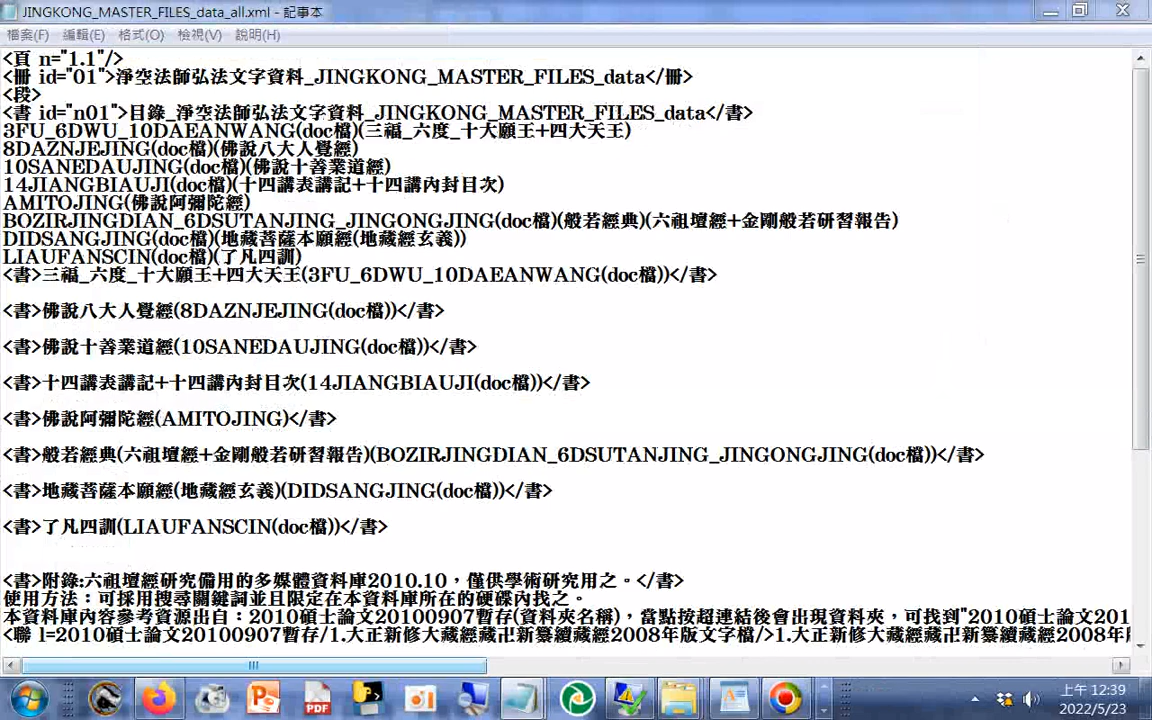 JINGKONG_MASTER_FILES_data_all.xml - 記事本
檔案(F) 編輯(E) 格式(O) 檢視(V) 說明(H)
<頁 n="1.1"/>
<冊 id="01">淨空法師弘法文字資料_JINGKONG_MASTER_FILES_data</冊>
<段>
<書 id="n01">目錄_淨空法師弘法文字資料_JINGKONG_MASTER_FILES_data</書>
3FU_6DWU_10DAEANWANG(doc檔)(三福_六度_十大願王+四大天王)
8DAZNJEJING(doc檔)(佛說八大人覺經)
10SANEDAUJING(doc檔)(佛說十善業道經)
14JIANGBIAUJI(doc檔)(十四講表講記+十四講內封目次)
AMITOJING(佛說阿彌陀經)
BOZIRJINGDIAN_6DSUTANJING_JINGONGJING(doc檔)(般若經典)(六祖壇經+金剛般若研習報告)
DIDSANGJING(doc檔)(地藏菩薩本願經(地藏經玄義))
LIAUFANSCIN(doc檔)(了凡四訓)
<書>三福_六度_十大願王+四大天王(3FU_6DWU_10DAEANWANG(doc檔))</書>
<書>佛說八大人覺經(8DAZNJEJING(doc檔))</書>
<書>佛說十善業道經(10SANEDAUJING(doc檔))</書>
<書>十四講表講記+十四講內封目次(14JIANGBIAUJI(doc檔))</書>
<書>佛說阿彌陀經(AMITOJING)</書>
<書>般若經典(六祖壇經+金剛般若研習報告)(BOZIRJINGDIAN_6DSUTANJING_JINGONGJING(doc檔))</書>
<書>地藏菩薩本願經(地藏經玄義)(DIDSANGJING(doc檔))</書>
<書>了凡四訓(LIAUFANSCIN(doc檔))</書>
<書>附錄:六祖壇經研究備用的多媒體資料庫2010.10，僅供學術研究用之。</書>
使用方法：可採用搜尋關鍵詞並且限定在本資料庫所在的硬碟內找之。
本資料庫內容參考資源出自：2010碩士論文20100907暫存(資料夾名稱)，當點按超連結後會出現資料夾，可找到"2010碩士論文201
<聯 l=2010碩士論文20100907暫存/1.大正新修大藏經藏卍新纂續藏經2008年版文字檔/>1.大正新修大藏經藏卍新纂續藏經2008年版
PDF
上午 12:39
2022/5/23